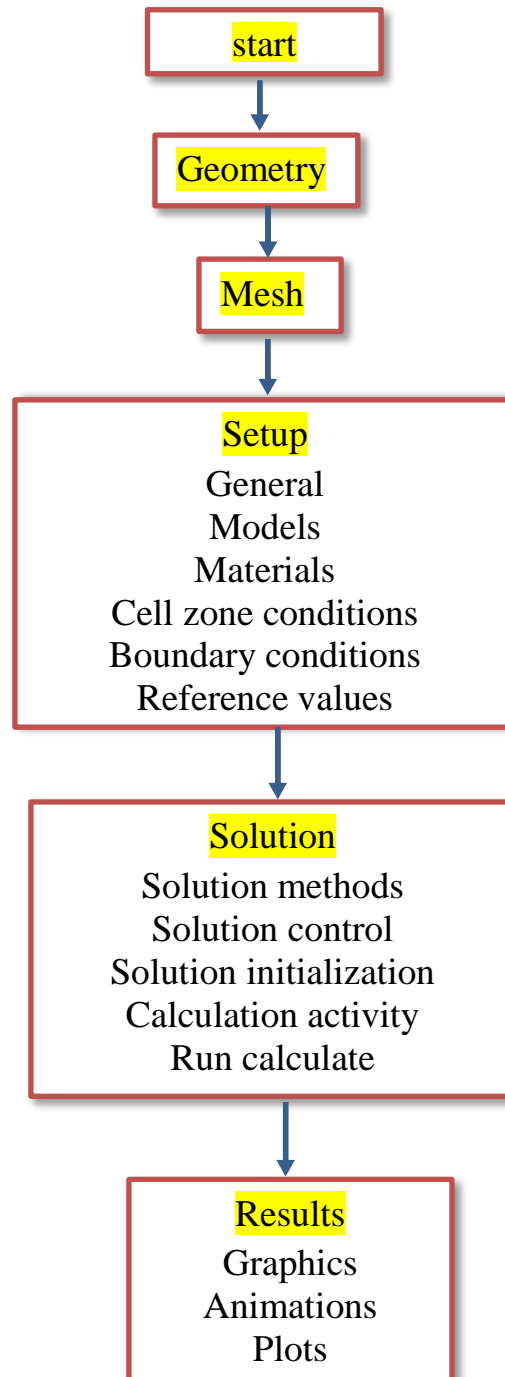 start
Geometry
Mesh
Setup
General
Models
Materials
Cell zone conditions
Boundary conditions
Reference values
Solution
Solution methods
Solution control
Solution initialization
Calculation activity
Run calculate
Results
Graphics
Animations
Plots